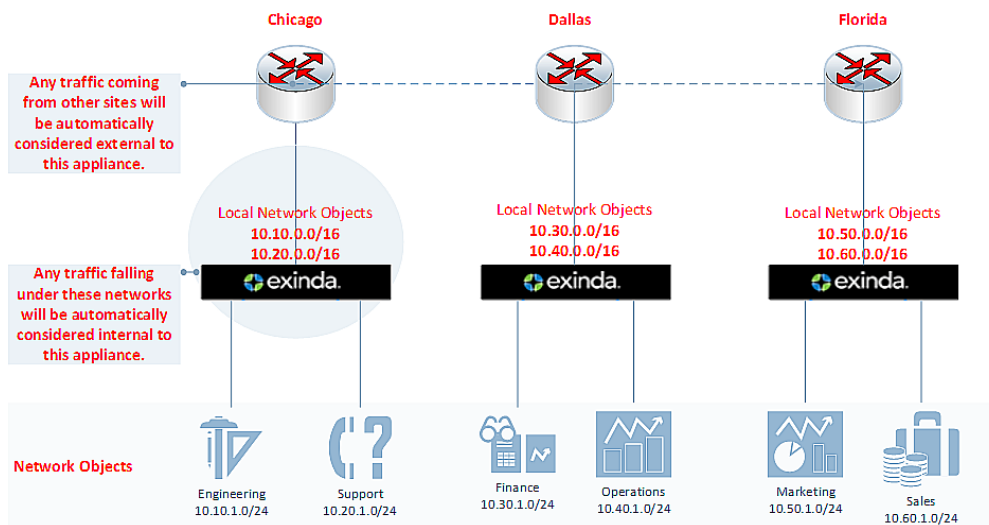 Chicago
Dallas
Florida
Any traffic coming
from other sites will
be automatically
considered external to
this appliance.
Local Network Objects
10.10.0.0/16
10.20.0.0/16
Local Network Objects
10.30.0.0/16
10.40.0.0/16
Local Network Objects
10.50.0.0/16
10.60.0.0/16
Any traffic falling
under these networks
will be automatically
considered internal to
this appliance.
exinda.
exinda.
exinda.
Network Objects
Engineering
10.10.1.0/24
Support
10.20.1.0/24
Finance
10.30.1.0/24
Operations
10.40.1.0/24
Marketing
10.50.1.0/24
Sales
10.60.1.0/24